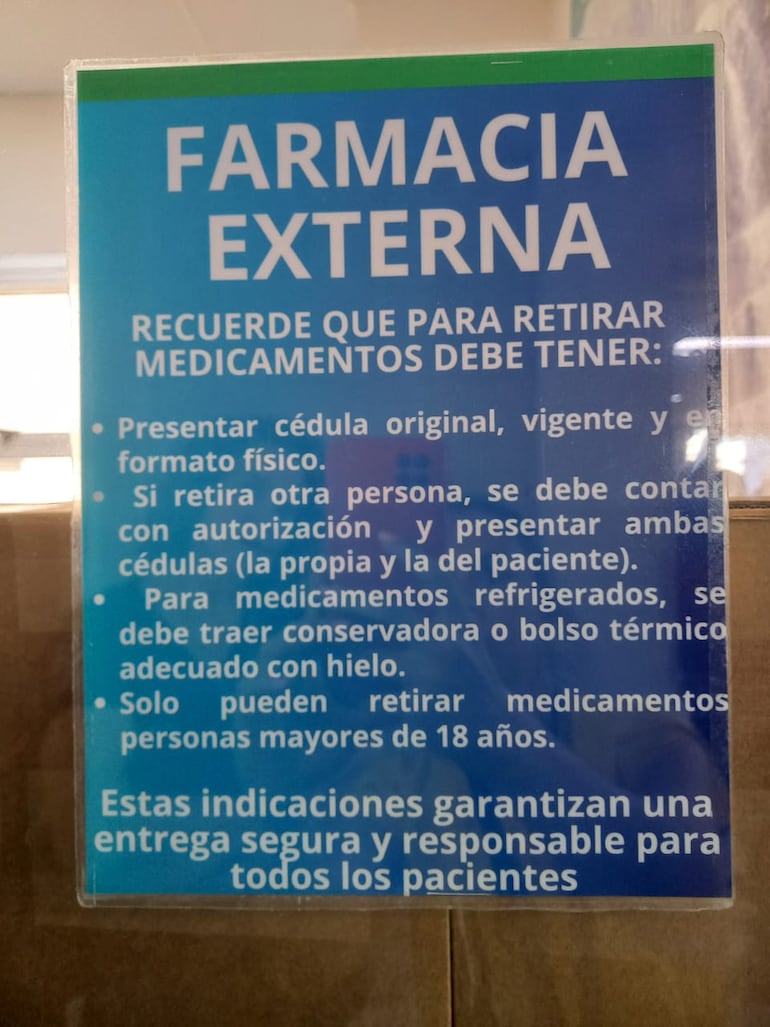 FARMACIA
EXTERNA
RECUERDE QUE PARA RETIRAR
MEDICAMENTOS DEBE TENER:
• Presentar cédula original, vigente y en
formato físico.
• Si retira otra persona, se debe contar
con autorización y presentar ambas
cédulas (la propia y la del paciente).
• Para medicamentos refrigerados, se
debe traer conservadora o bolso térmico
adecuado con hielo.
• Solo pueden retirar medicamentos
personas mayores de 18 años.
Estas indicaciones garantizan una
entrega segura y responsable para
todos los pacientes